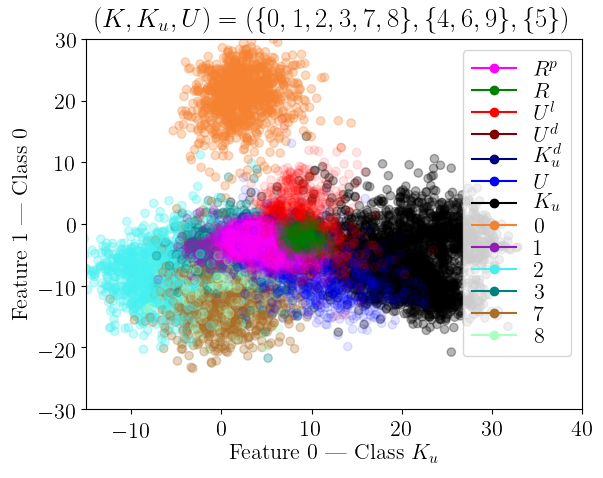 (K, K_u, U) = ({0, 1, 2, 3, 7, 8}, {4, 6, 9}, {5})
30
20
10
0
−10
−20
−30
−10
0
10
20
30
40
Feature 1 — Class 0
Feature 0 — Class K_u
R^p
R
U^l
U^d
K_u^d
U
K_u
0
1
2
3
7
8